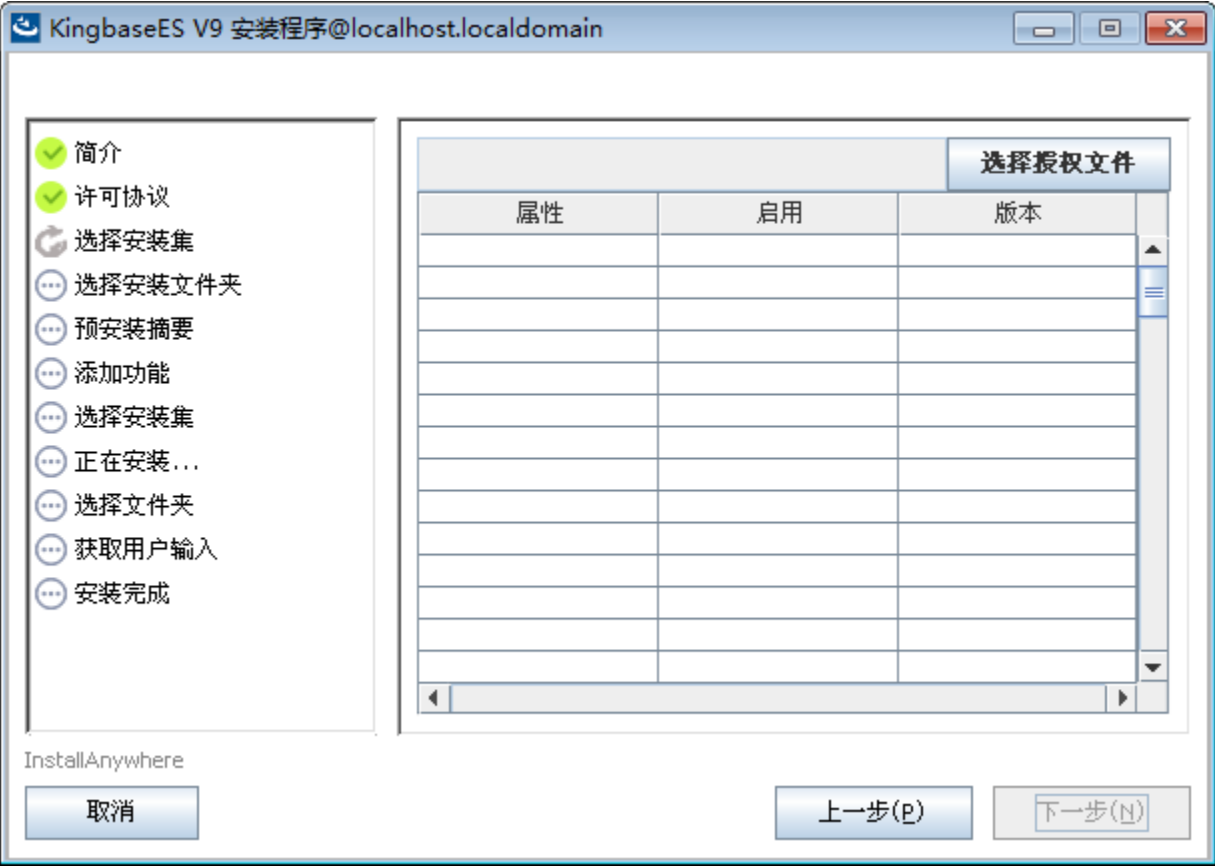 KingbaseES V9 安装程序@localhost.localdomain
简介
许可协议
选择安装集
选择安装文件夹
预安装摘要
添加功能
选择安装集
正在安装...
选择文件夹
获取用户输入
安装完成
选择授权文件
属性 启用 版本
InstallAnywhere
取消 上一步(P) 下一步(N)